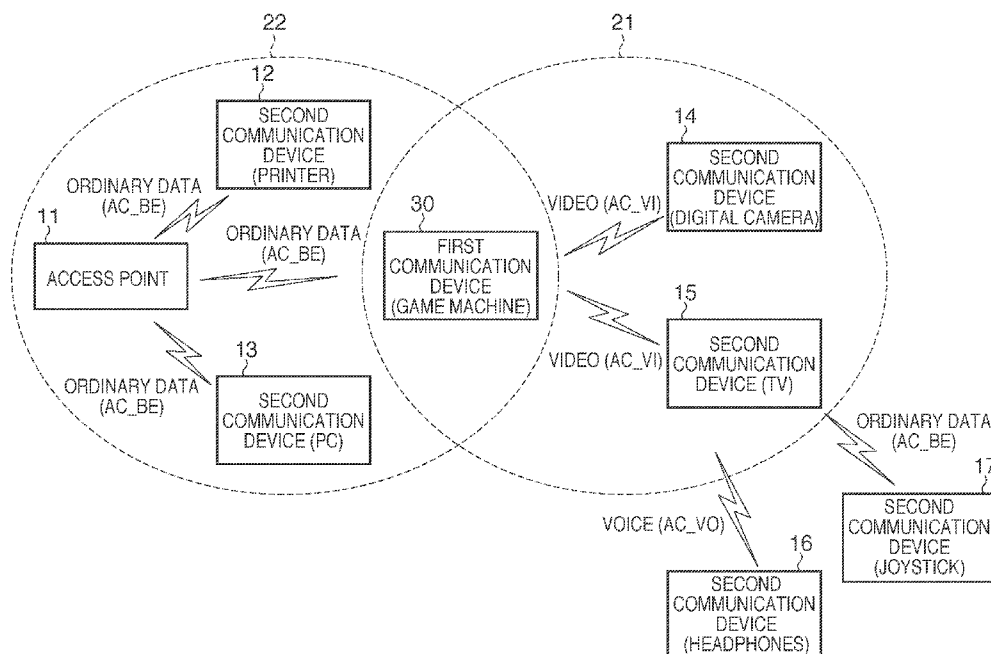 22
21
12
SECOND
COMMUNICATION
DEVICE
(PRINTER)
14
SECOND
COMMUNICATION
DEVICE
(DIGITAL CAMERA)
ORDINARY DATA
(AC_BE)
11
ACCESS POINT
ORDINARY DATA
(AC_BE)
30
FIRST
COMMUNICATION
DEVICE
(GAME MACHINE)
VIDEO (AC_VI)
15
SECOND
COMMUNICATION
DEVICE (TV)
VIDEO (AC_VI)
ORDINARY DATA
(AC_BE)
13
SECOND
COMMUNICATION
DEVICE (PC)
ORDINARY DATA
(AC_BE)
17
SECOND
COMMUNICATION
DEVICE
(JOYSTICK)
VOICE (AC_VO)
16
SECOND
COMMUNICATION
DEVICE
(HEADPHONES)